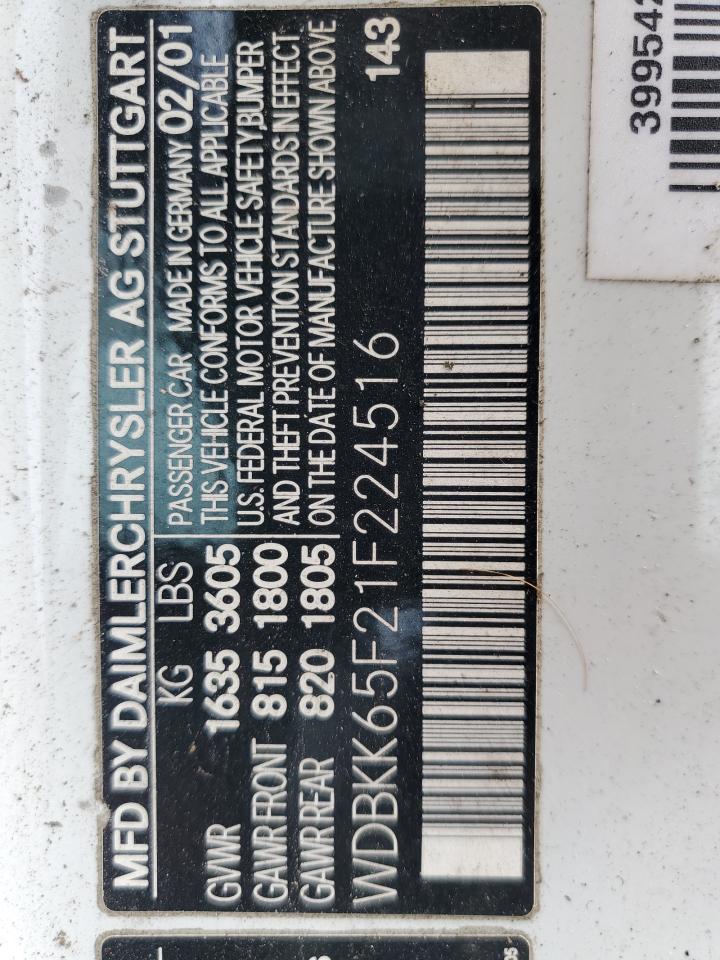 MFD BY DAIMLERCHRYSLER AG STUTTGART
KG LBS
GVWR 1635 3605
GAWR FRONT 815 1800
GAWR REAR 820 1805
PASSENGER CAR MADE IN GERMANY 02/01
THIS VEHICLE CONFORMS TO ALL APPLICABLE
U.S. FEDERAL MOTOR VEHICLE SAFETY, BUMPER
AND THEFT PREVENTION STANDARDS IN EFFECT
ON THE DATE OF MANUFACTURE SHOWN ABOVE
WDBKK65F21F224516 143